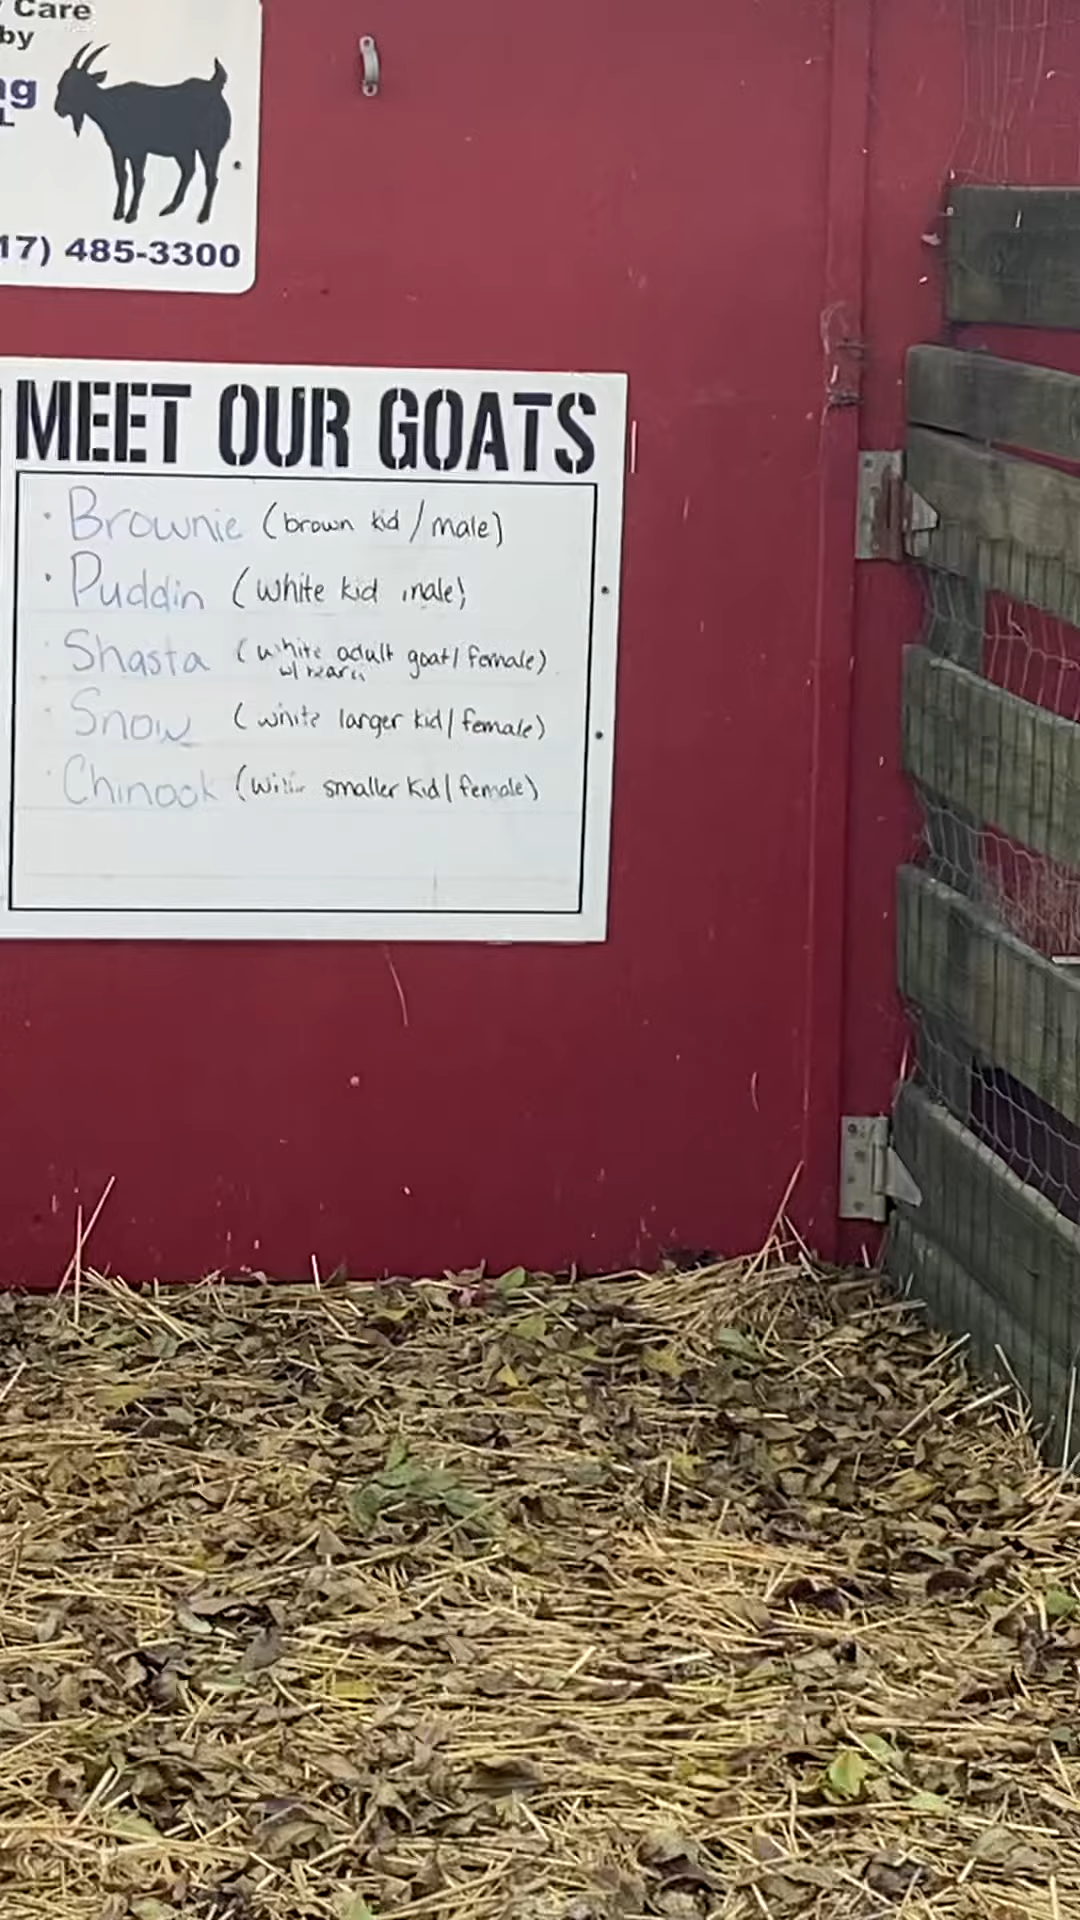 Care
by
g
L
17) 485-3300
MEET OUR GOATS
· Brownie (brown kid / male)
· Puddin (white kid male)
· Shasta (white adult goat / female)
w/
· Snow (white larger kid / female)
· Chinook (white smaller kid / female)